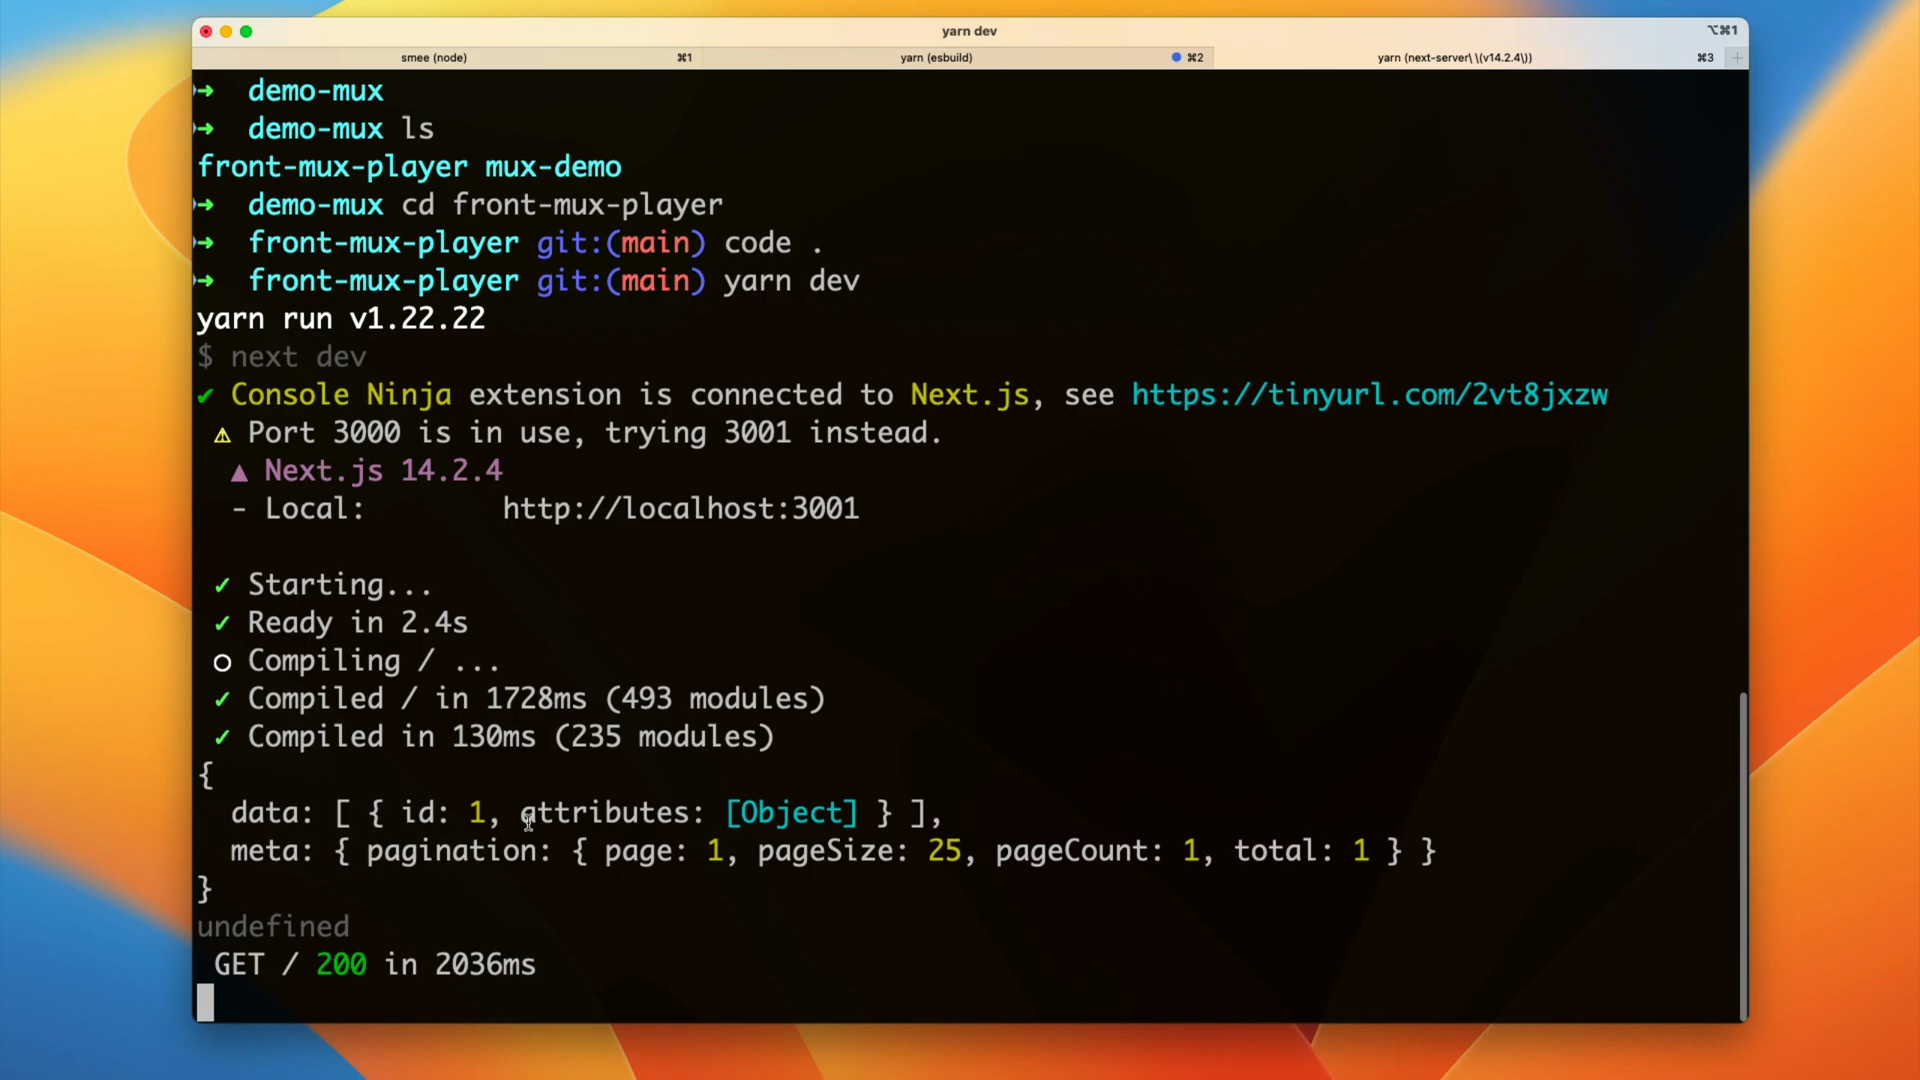 yarn dev
⌥⌘1
smee (node) ⌘1 yarn (esbuild) ⌘2 yarn (next-server\ \(v14.2.4\)) ⌘3 +
➜ demo-mux
➜ demo-mux ls
front-mux-player mux-demo
➜ demo-mux cd front-mux-player
➜ front-mux-player git:(main) code .
➜ front-mux-player git:(main) yarn dev
yarn run v1.22.22
$ next dev
✔ Console Ninja extension is connected to Next.js, see https://tinyurl.com/2vt8jxzw
⚠ Port 3000 is in use, trying 3001 instead.
▲ Next.js 14.2.4
- Local: http://localhost:3001
✓ Starting...
✓ Ready in 2.4s
○ Compiling / ...
✓ Compiled / in 1728ms (493 modules)
✓ Compiled in 130ms (235 modules)
{
data: [ { id: 1, attributes: [Object] } ],
meta: { pagination: { page: 1, pageSize: 25, pageCount: 1, total: 1 } }
}
undefined
GET / 200 in 2036ms